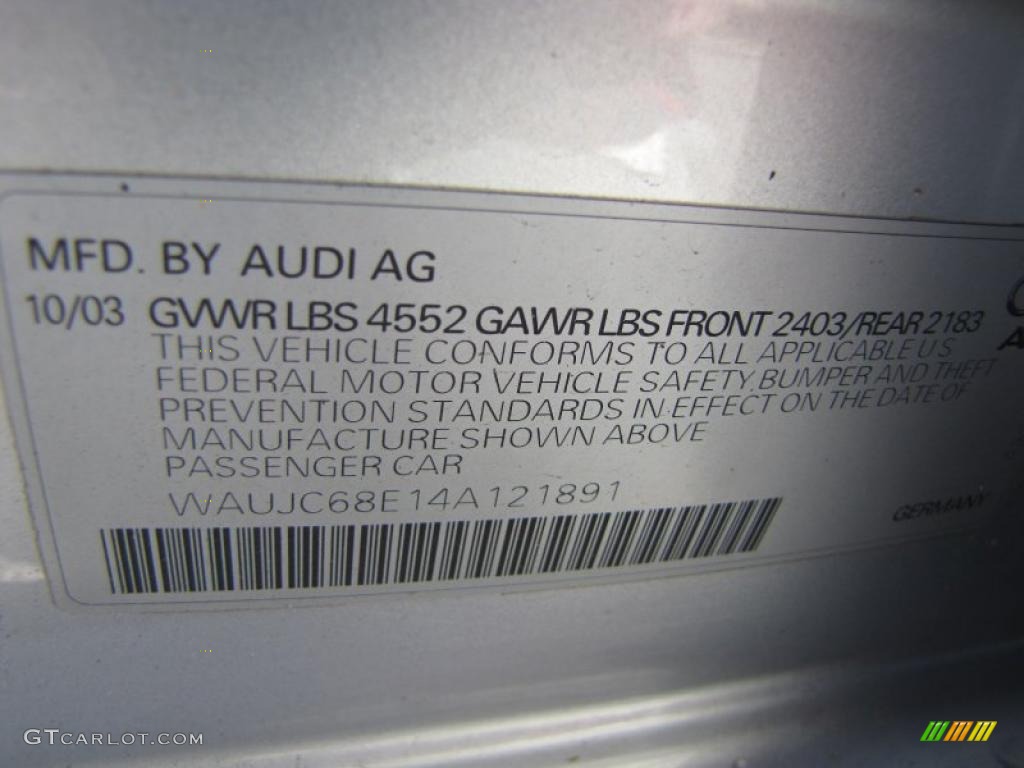 MFD. BY AUDI AG
10/03 GVWR LBS 4552 GAWR LBS FRONT 2403/REAR 2183
THIS VEHICLE CONFORMS TO ALL APPLICABLE US
FEDERAL MOTOR VEHICLE SAFETY, BUMPER AND THEFT
PREVENTION STANDARDS IN EFFECT ON THE DATE OF
MANUFACTURE SHOWN ABOVE
PASSENGER CAR
WAUJC68E14A121891
GERMANY
GTCARLOT.COM